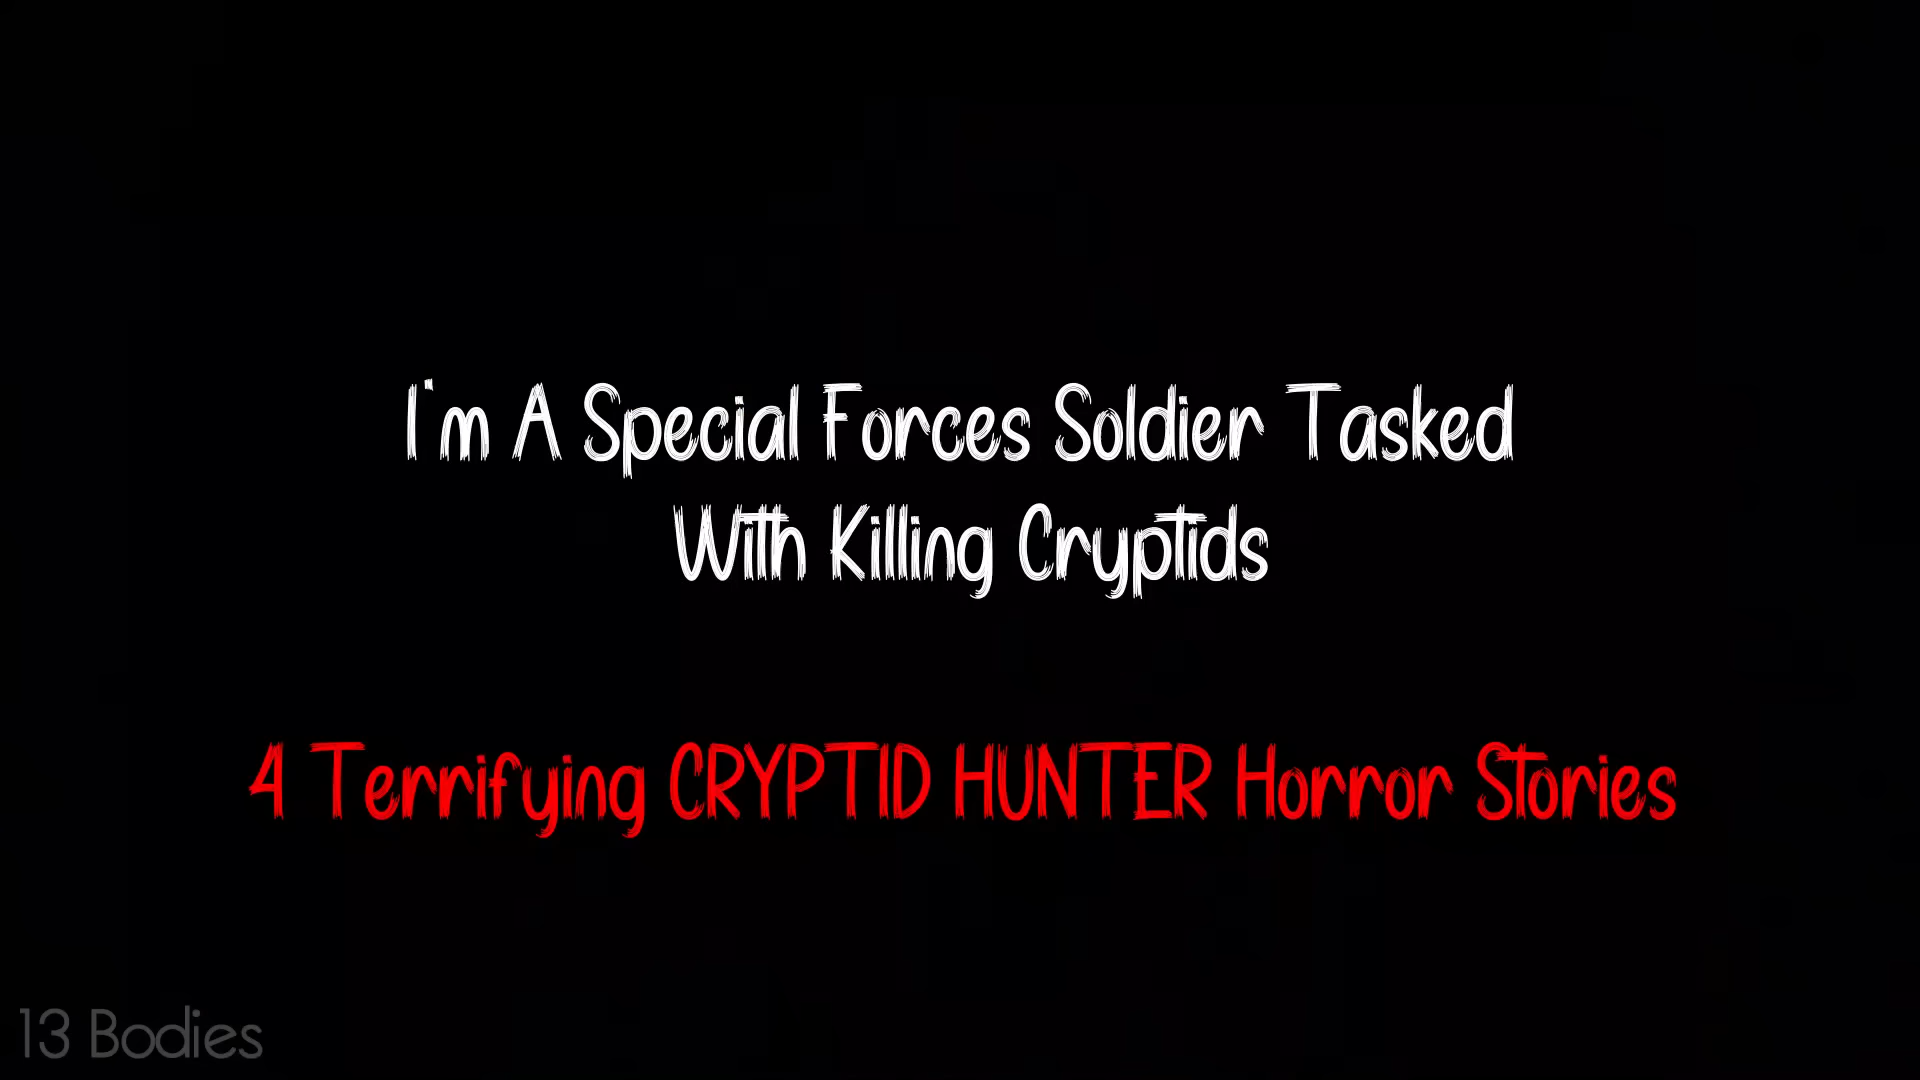 I'm A Special Forces Soldier Tasked
With Killing Cryptids
4 Terrifying CRYPTID HUNTER Horror Stories
13 Bodies